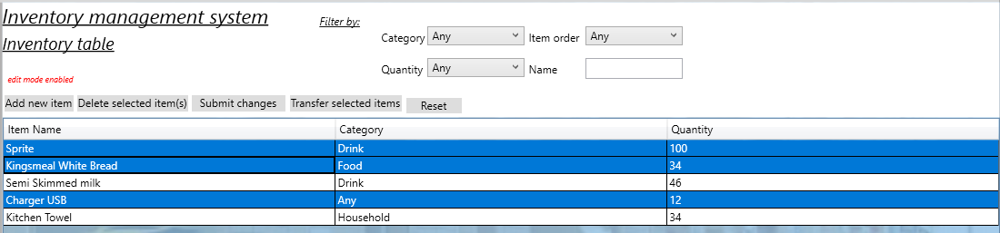 Inventory management system
Filter by:
Category Any Item order Any
Inventory table
Quantity Any Name
edit mode enabled
Add new item Delete selected item(s) Submit changes Transfer selected items Reset
Item Name Category Quantity
Sprite Drink 100
Kingsmeal White Bread Food 34
Semi Skimmed milk Drink 46
Charger USB Any 12
Kitchen Towel Household 34